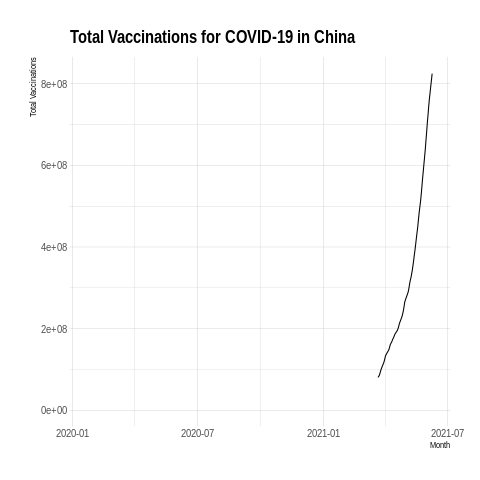 Total Vaccinations for COVID-19 in China
Total Vaccinations
8e+08
6e+08
4e+08
2e+08
0e+00
2020-01 2020-07 2021-01 2021-07
Month